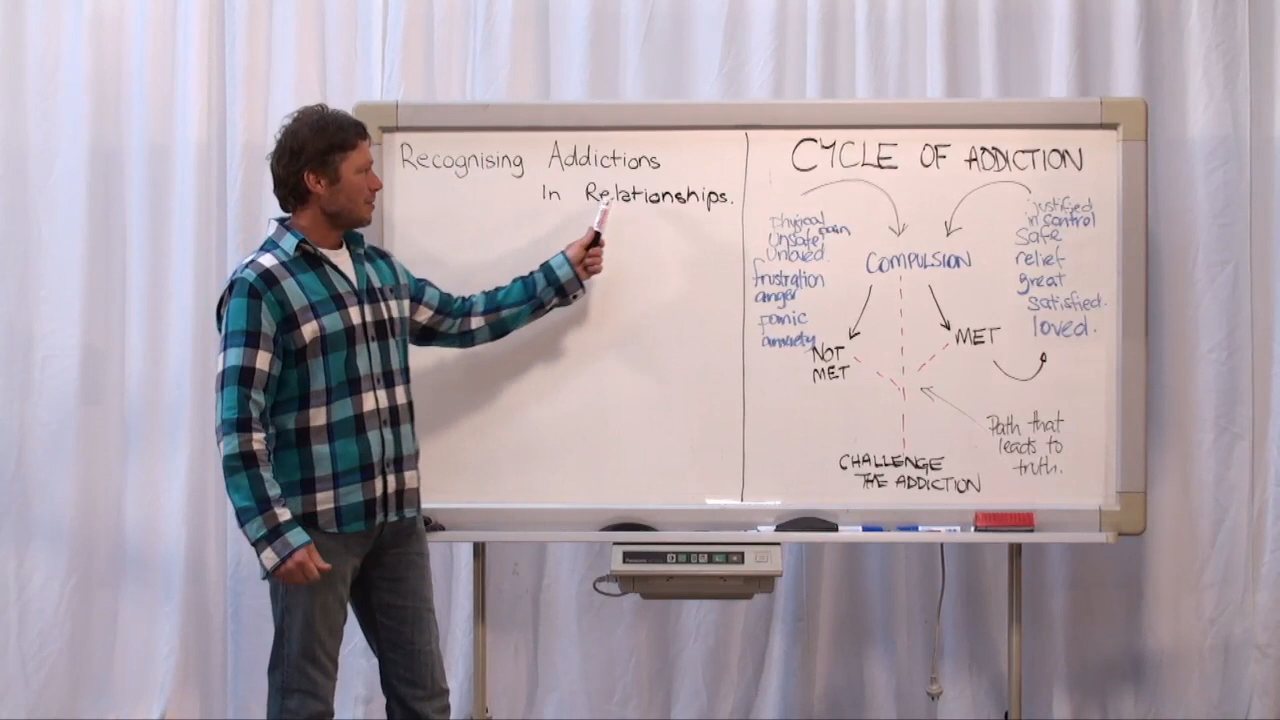 Recognising Addictions
In Relationships.
CYCLE OF ADDICTION
Physical
pain
Unsafe,
Unloved.
frustration
anger
panic
anxiety
COMPULSION
justified
in control
Safe
relief
great
satisfied.
loved.
NOT
MET
MET
Path that
leads to
truth.
CHALLENGE
THE ADDICTION
Panasonic